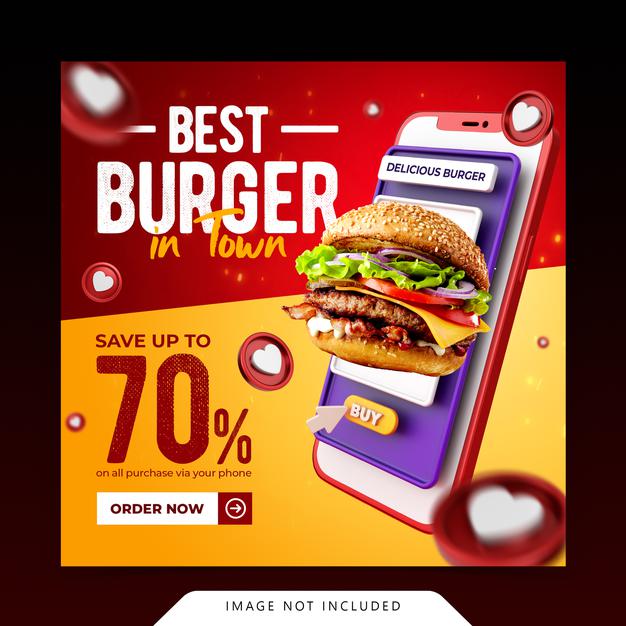 BEST
BURGER
in Town
DELICIOUS BURGER
SAVE UP TO
70%
on all purchase via your phone
ORDER NOW
BUY
IMAGE NOT INCLUDED